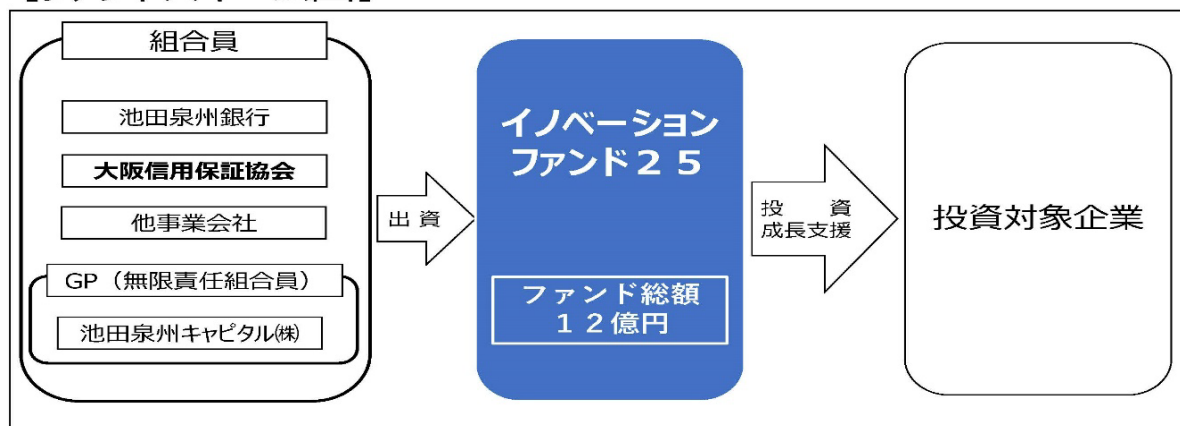 組合員
池田泉州銀行
大阪信用保証協会
他事業会社
GP（無限責任組合員）
池田泉州キャピタル㈱
出 資
イノベーション
ファンド２５
ファンド総額
１２億円
投　　資
成長支援
投資対象企業